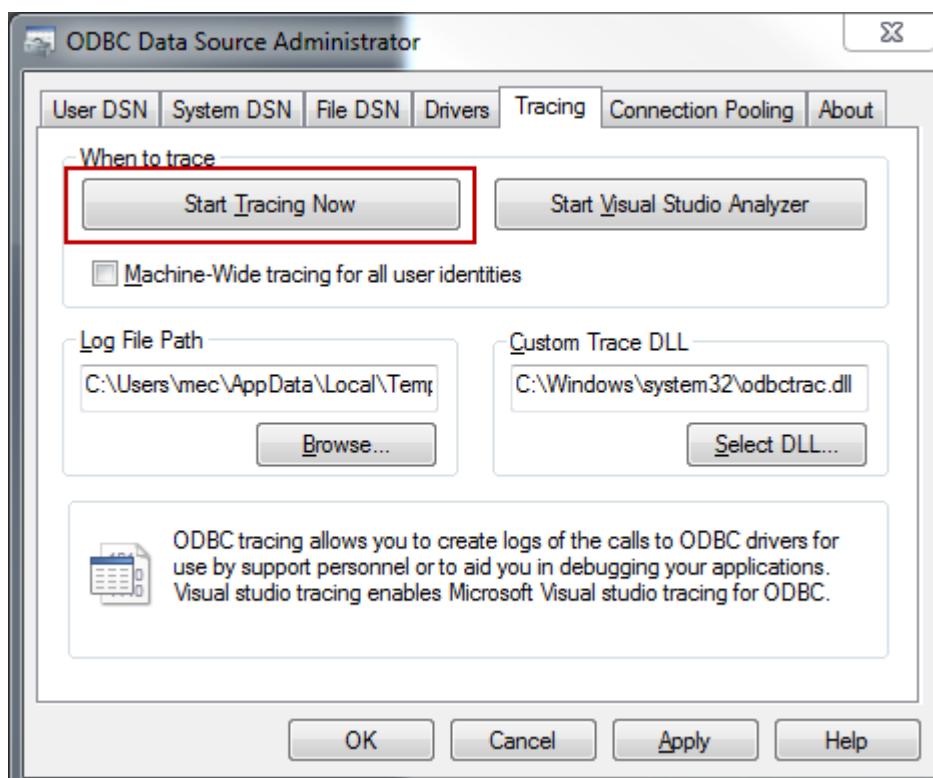 ODBC Data Source Administrator
User DSN System DSN File DSN Drivers Tracing Connection Pooling About
When to trace
Start Tracing Now Start Visual Studio Analyzer
Machine-Wide tracing for all user identities
Log File Path Custom Trace DLL
C:\Users\mec\AppData\Local\Temp C:\Windows\system32\odbctrac.dll
Browse... Select DLL...
ODBC tracing allows you to create logs of the calls to ODBC drivers for
use by support personnel or to aid you in debugging your applications.
Visual studio tracing enables Microsoft Visual studio tracing for ODBC.
OK Cancel Apply Help